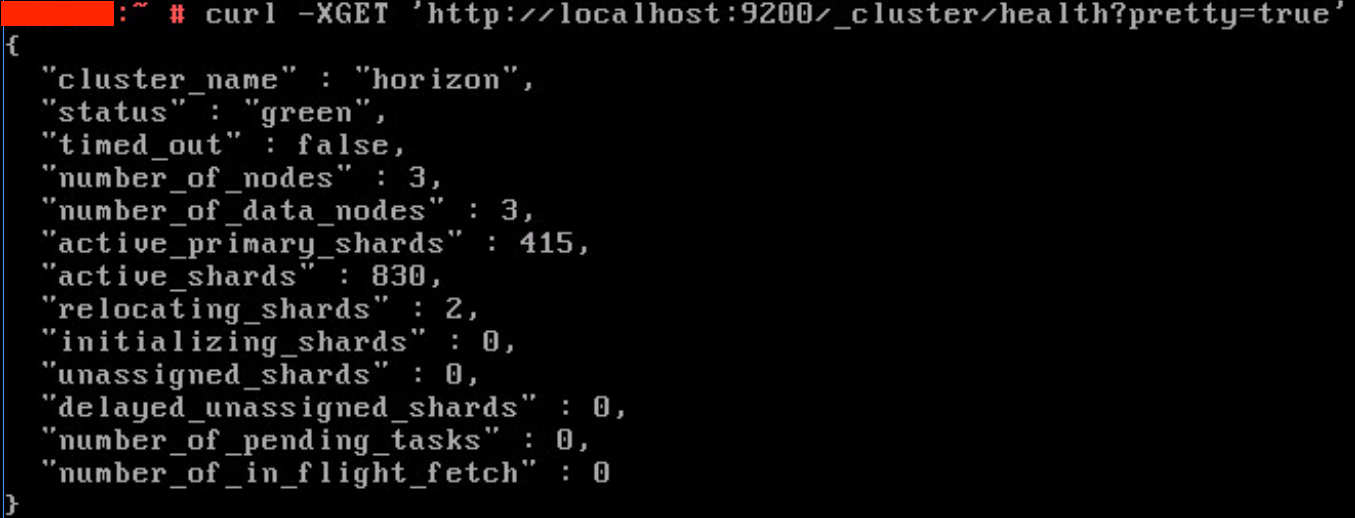 :~ # curl -XGET 'http://localhost:9200/_cluster/health?pretty=true'
{
  "cluster_name" : "horizon",
  "status" : "green",
  "timed_out" : false,
  "number_of_nodes" : 3,
  "number_of_data_nodes" : 3,
  "active_primary_shards" : 415,
  "active_shards" : 830,
  "relocating_shards" : 2,
  "initializing_shards" : 0,
  "unassigned_shards" : 0,
  "delayed_unassigned_shards" : 0,
  "number_of_pending_tasks" : 0,
  "number_of_in_flight_fetch" : 0
}